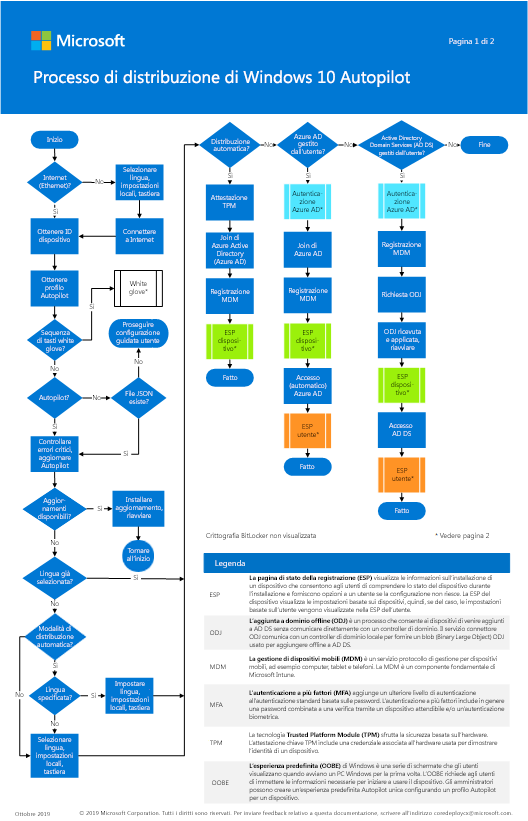 Microsoft
Pagina 1 di 2
Processo di distribuzione di Windows 10 Autopilot
Inizio
Internet
(Ethernet)?
No
Selezionare
lingua,
impostazioni
locali, tastiera
Sì
Ottenere ID
dispositivo
Connettere
a Internet
Ottenere
profilo
Autopilot
White
glove*
Sì
Sequenza
di tasti white
glove?
Proseguire
configurazione
guidata utente
No
No
Autopilot?
No
File JSON
esiste?
Sì
Sì
Controllare
errori critici,
aggiornare
Autopilot
Aggior-
namenti
disponibili?
Sì
Installare
aggiornamento,
riavviare
No
Tornare
all'inizio
Lingua già
selezionata?
Sì
No
Modalità di
distribuzione
automatica?
Sì
No
Lingua
specificata?
Sì
Impostare
lingua,
impostazioni
locali, tastiera
No
Selezionare
lingua,
impostazioni
locali,
tastiera
Distribuzione
automatica?
No
Azure AD
gestito
dall'utente?
No
Active Directory
Domain Services (AD DS)
gestiti dall'utente?
No
Fine
Sì
Sì
Sì
Attestazione
TPM
Join di
Azure Active
Directory
(Azure AD)
Registrazione
MDM
ESP
disposi-
tivo*
Fatto
Autentica-
zione
Azure AD*
Join di
Azure AD
Registrazione
MDM
ESP
disposi-
tivo*
Accesso
(automatico)
Azure AD
ESP
utente*
Fatto
Autentica-
zione
Azure AD*
Registrazione
MDM
Richiesta ODJ
ODJ ricevuta
e applicata,
riavviare
ESP
disposi-
tivo*
Accesso
AD DS
ESP
utente*
Fatto
Crittografia BitLocker non visualizzata
* Vedere pagina 2
Legenda
ESP
La pagina di stato della registrazione (ESP) visualizza le informazioni sull'installazione di
un dispositivo che consentono agli utenti di comprendere lo stato del dispositivo durante
l'installazione e forniscono opzioni a un utente se la configurazione non riesce. La ESP
del dispositivo visualizza le impostazioni basate sui dispositivi, quindi, se del caso, le impostazioni
basate sull'utente vengono visualizzate nella ESP dell'utente.
ODJ
L'aggiunta a dominio offline (ODJ) è un processo che consente ai dispositivi di venire aggiunti
a AD DS senza comunicare direttamente con un controller di dominio. Il servizio connettore
ODJ comunica con un controller di dominio locale per fornire un blob (Binary Large Object) ODJ
usato per aggiungere offline a AD DS.
MDM
La gestione di dispositivi mobili (MDM) è un servizio protocollo di gestione per dispositivi
mobili, ad esempio computer, tablet e telefoni. La MDM è un componente fondamentale di
Microsoft Intune.
MFA
L'autenticazione a più fattori (MFA) aggiunge un ulteriore livello di autenticazione
all'autenticazione standard basata sulle password. L'autenticazione a più fattori include in genere
una password combinata a una verifica tramite un dispositivo attendibile e/o un'autenticazione
biometrica.
TPM
La tecnologia Trusted Platform Module (TPM) sfrutta la sicurezza basata sull'hardware.
L'attestazione chiave TPM include una credenziale associata all'hardware usata per dimostrare
l'identità di un dispositivo.
OOBE
L'esperienza predefinita (OOBE) di Windows è una serie di schermate che gli utenti
visualizzano quando avviano un PC Windows per la prima volta. L'OOBE richiede agli utenti
di immettere le informazioni necessarie per iniziare a usare il dispositivo. Gli amministratori
possono creare un'esperienza predefinita Autopilot unica configurando un profilo Autopilot
per un dispositivo.
Ottobre 2019
© 2019 Microsoft Corporation. Tutti i diritti sono riservati. Per inviare feedback relativo a questa documentazione, scrivere all'indirizzo coredeploydocs@microsoft.com.